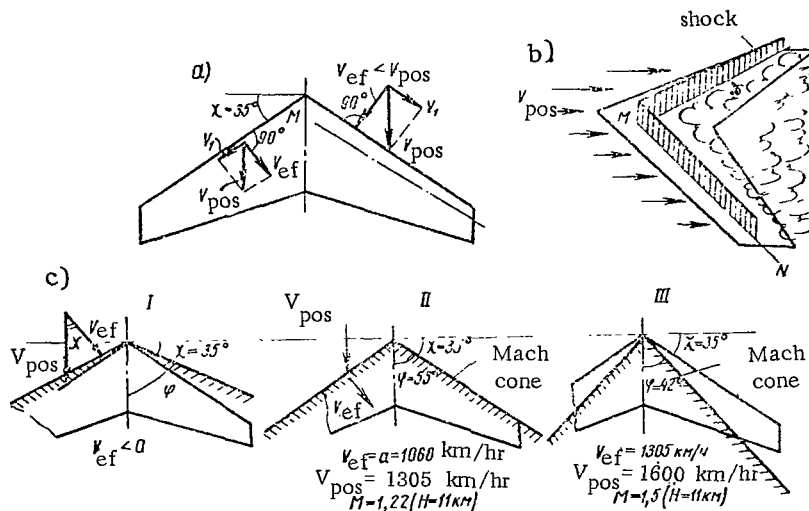 shock
a)
b)
V_ef < V_pos
χ=35°
M
90°
V₁
V_pos
V₁
90°
V_ef
V_pos
V_pos
M
N
c)
I
II
III
V_ef
χ
V_pos
χ=35°
φ
V_ef < a
V_pos
χ=35°
φ=55°
Mach
cone
V_ef
V_ef = a = 1060 km/hr
V_pos = 1305 km/hr
M=1,22 (H=11км)
χ=35°
φ=42°
Mach
cone
V_ef = 1305 км/ч
V_pos = 1600 km/hr
M=1,5 (H=11км)